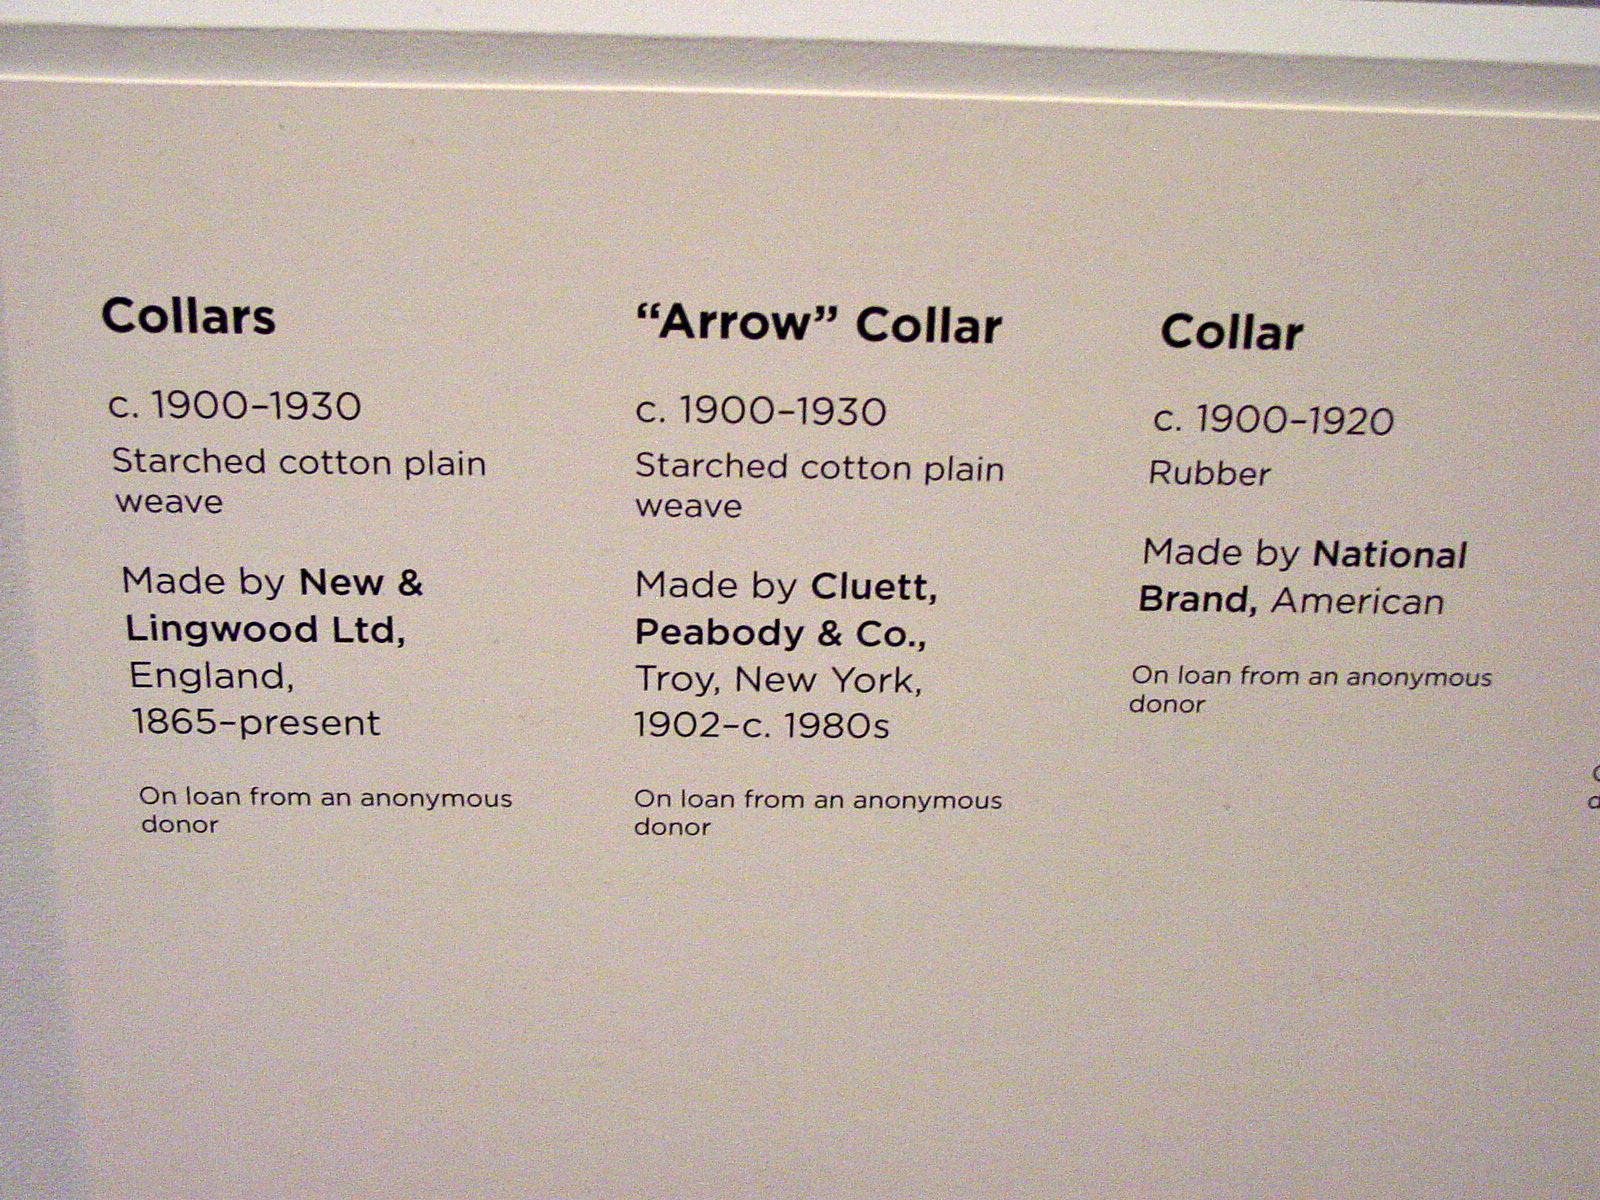 Collars
c. 1900–1930
Starched cotton plain
weave
Made by New &
Lingwood Ltd,
England,
1865–present
On loan from an anonymous
donor
“Arrow” Collar
c. 1900–1930
Starched cotton plain
weave
Made by Cluett,
Peabody & Co.,
Troy, New York,
1902–c. 1980s
On loan from an anonymous
donor
Collar
c. 1900–1920
Rubber
Made by National
Brand, American
On loan from an anonymous
donor